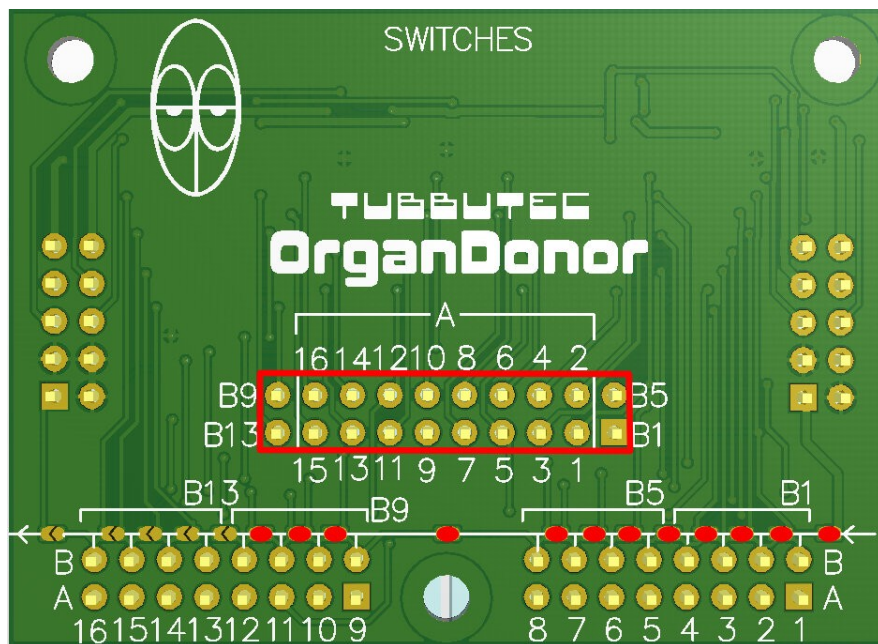 SWITCHES
TUBBUTEC
OrganDonor
A
16 14 12 10 8 6 4 2
B9 B5
B13 B1
15 13 11 9 7 5 3 1
B13 B9 B5 B1
B B
A A
16 15 14 13 12 11 10 9 8 7 6 5 4 3 2 1